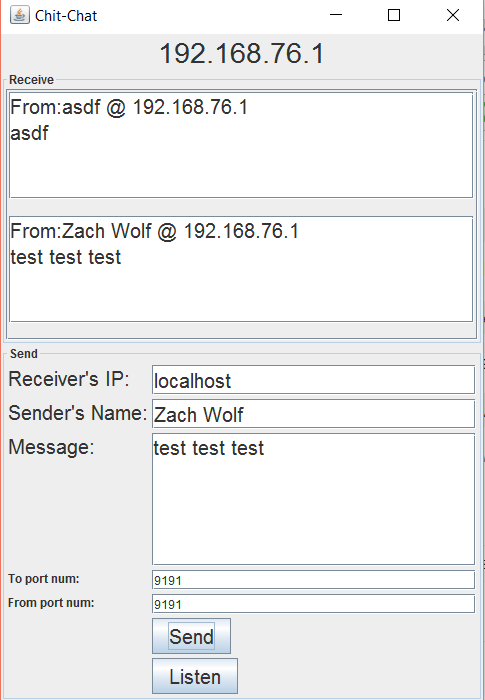 Chit-Chat
192.168.76.1
Receive
From:asdf @ 192.168.76.1
asdf
From:Zach Wolf @ 192.168.76.1
test test test
Send
Receiver's IP: localhost
Sender's Name: Zach Wolf
Message: test test test
To port num: 9191
From port num: 9191
Send
Listen